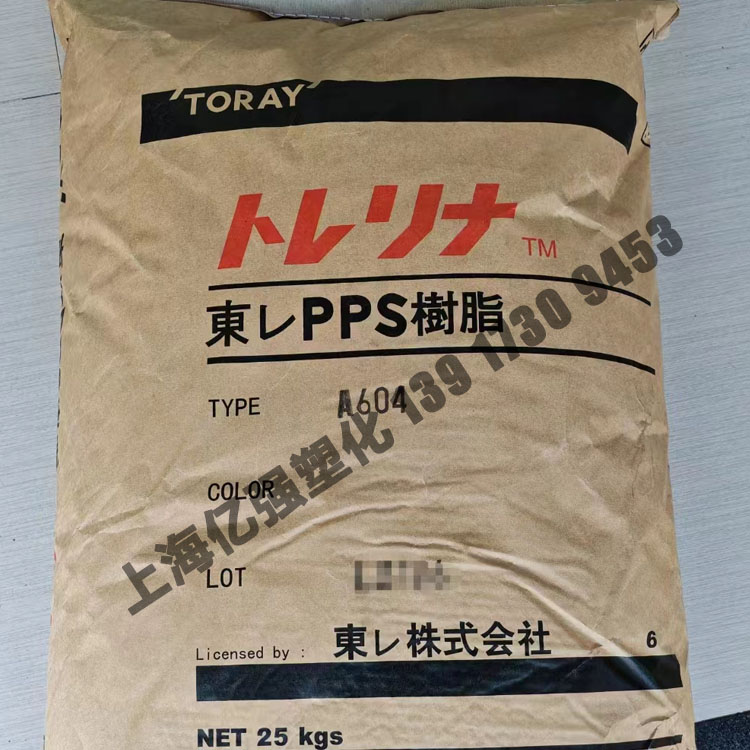 TORAY
トレリナ TM
東レPPS樹脂
TYPE A604
COLOR
LOT
Licensed by : 東レ株式会社 6
NET 25 kgs
上海亿强塑化 139 1730 9453